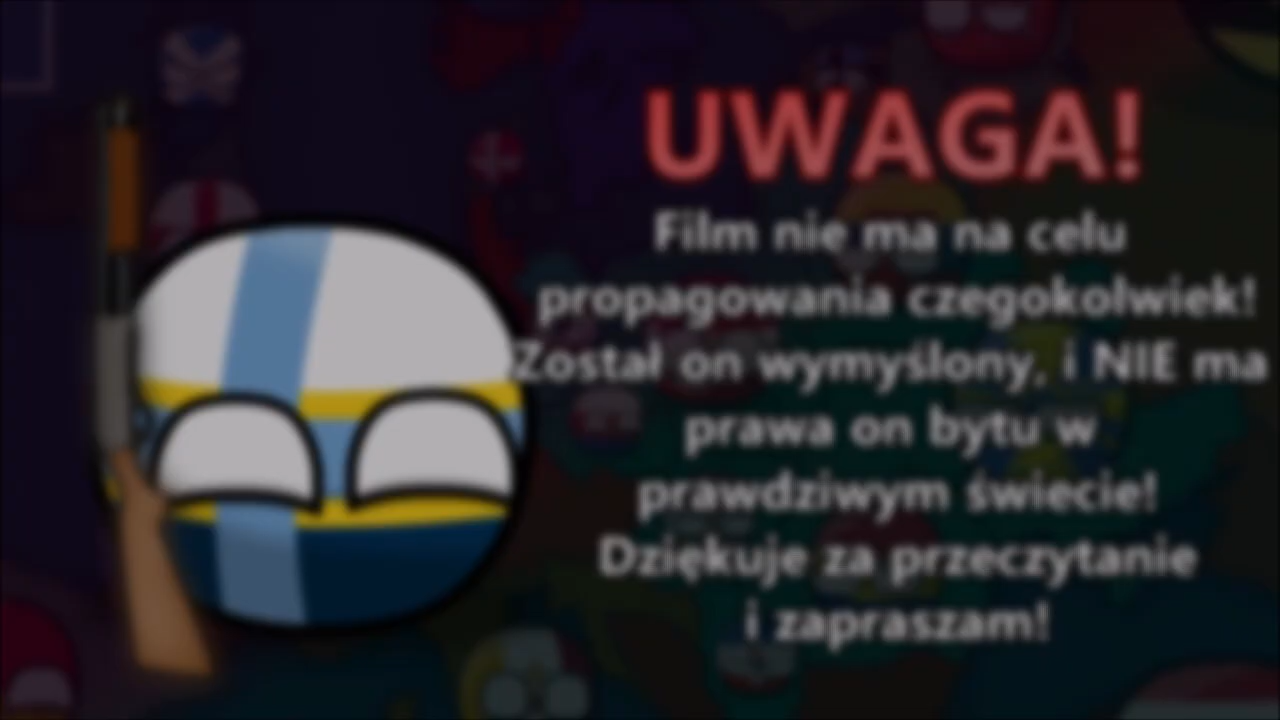 UWAGA!
Film nie ma na celu
propagowania czegokolwiek!
Został on wymyślony, i NIE ma
prawa on bytu w
prawdziwym świecie!
Dziękuje za przeczytanie
i zapraszam!